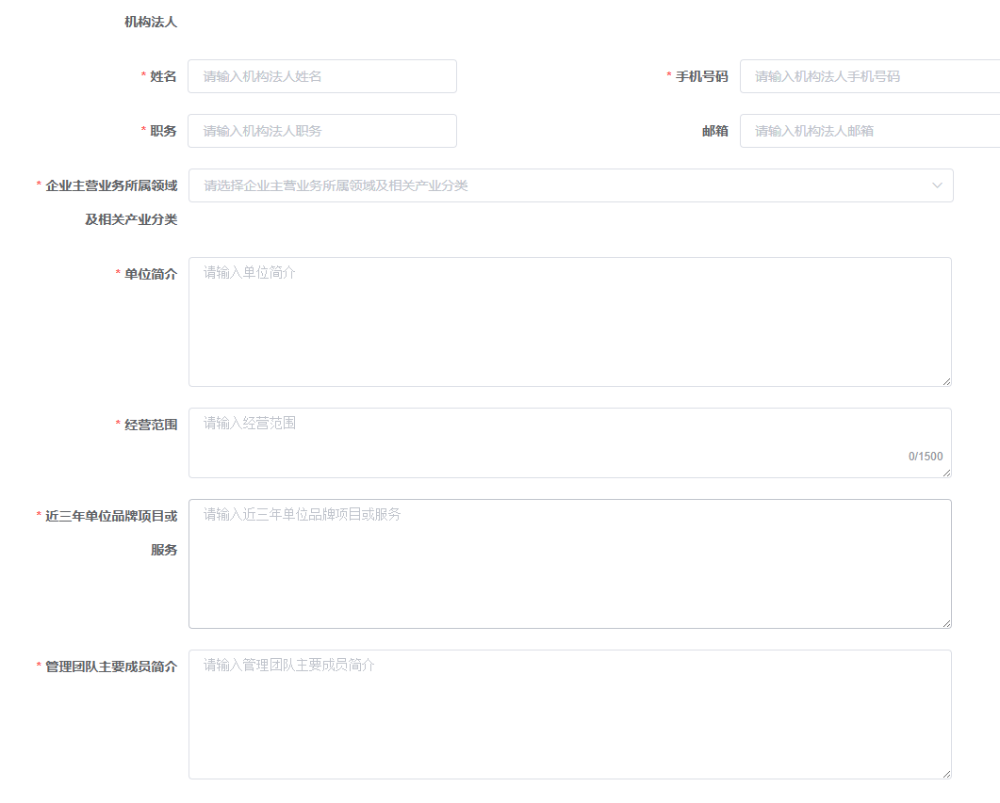 机构法人
* 姓名 请输入机构法人姓名 * 手机号码 请输入机构法人手机号码
* 职务 请输入机构法人职务 邮箱 请输入机构法人邮箱
* 企业主营业务所属领域 请选择企业主营业务所属领域及相关产业分类
及相关产业分类
* 单位简介 请输入单位简介
* 经营范围 请输入经营范围
0/1500
* 近三年单位品牌项目或 请输入近三年单位品牌项目或服务
服务
* 管理团队主要成员简介 请输入管理团队主要成员简介